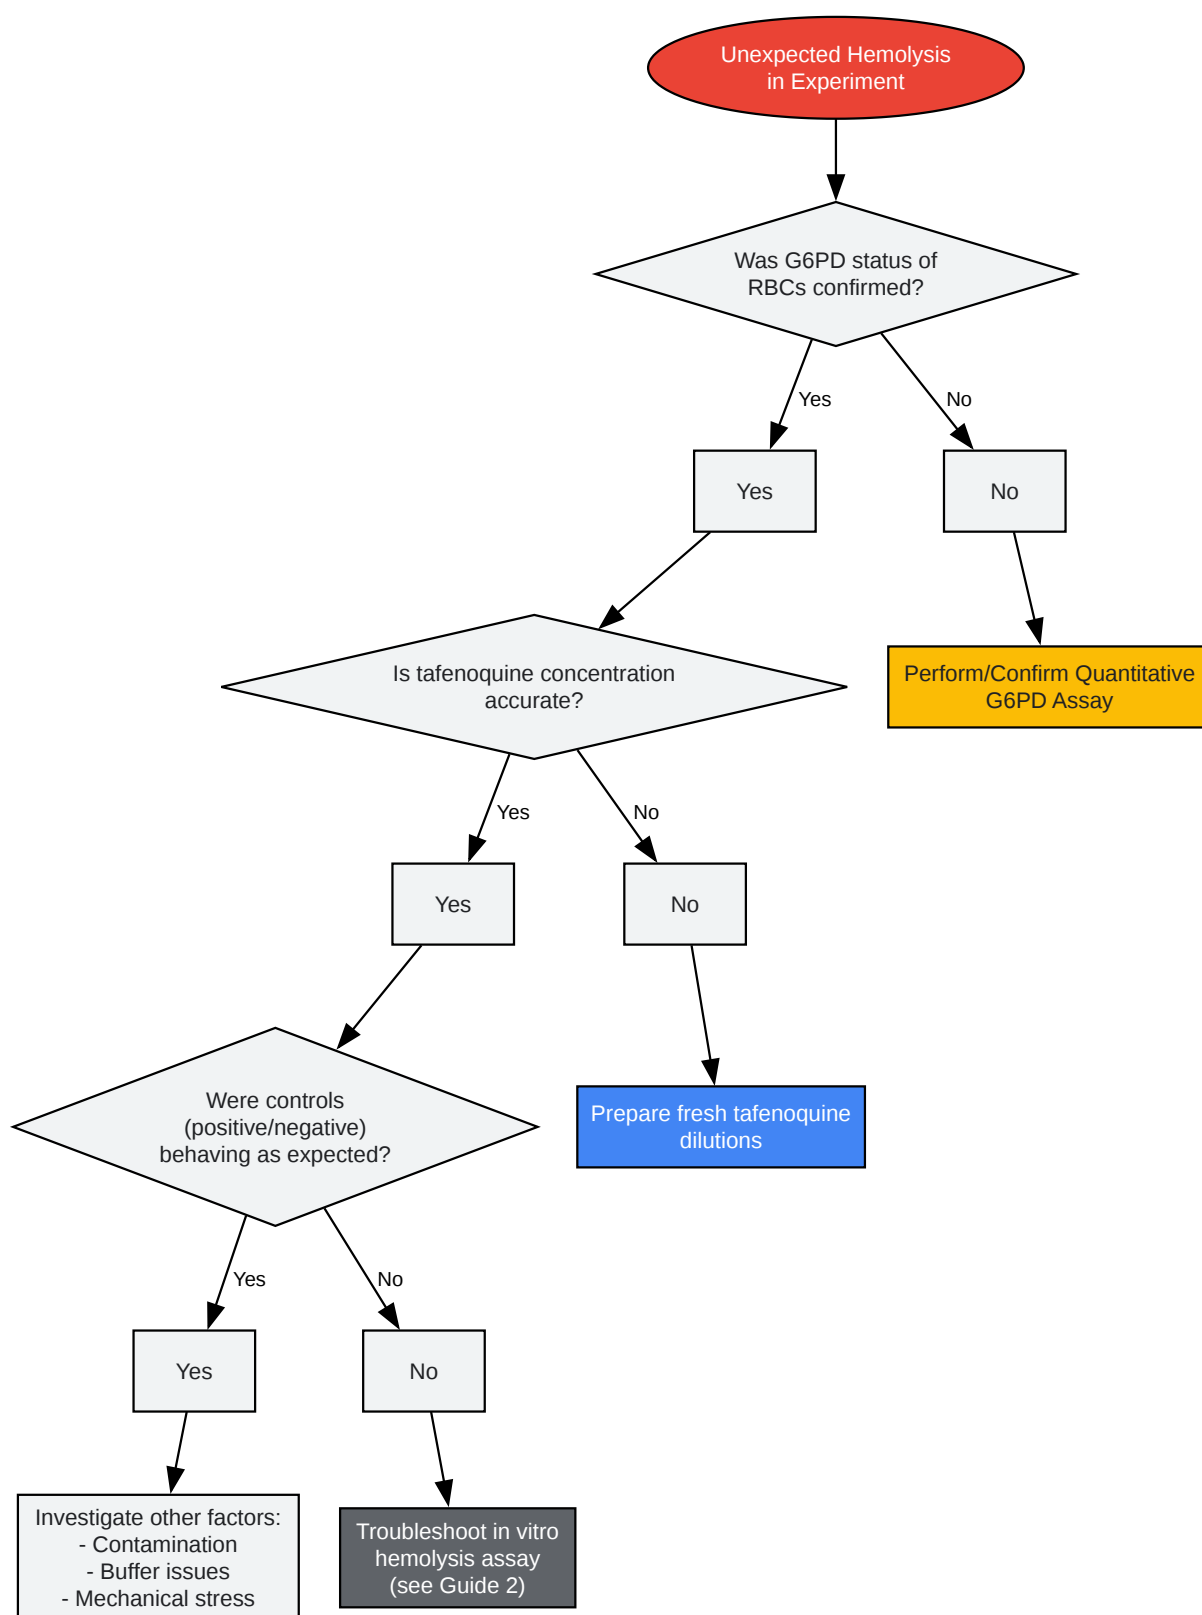 Unexpected Hemolysis
in Experiment
Was G6PD status of
RBCs confirmed?
Yes
No
Yes
No
Is tafenoquine concentration
accurate?
Perform/Confirm Quantitative
G6PD Assay
Yes
No
Yes
No
Were controls
(positive/negative)
behaving as expected?
Prepare fresh tafenoquine
dilutions
Yes
No
Yes
No
Investigate other factors:
- Contamination
- Buffer issues
- Mechanical stress
Troubleshoot in vitro
hemolysis assay
(see Guide 2)